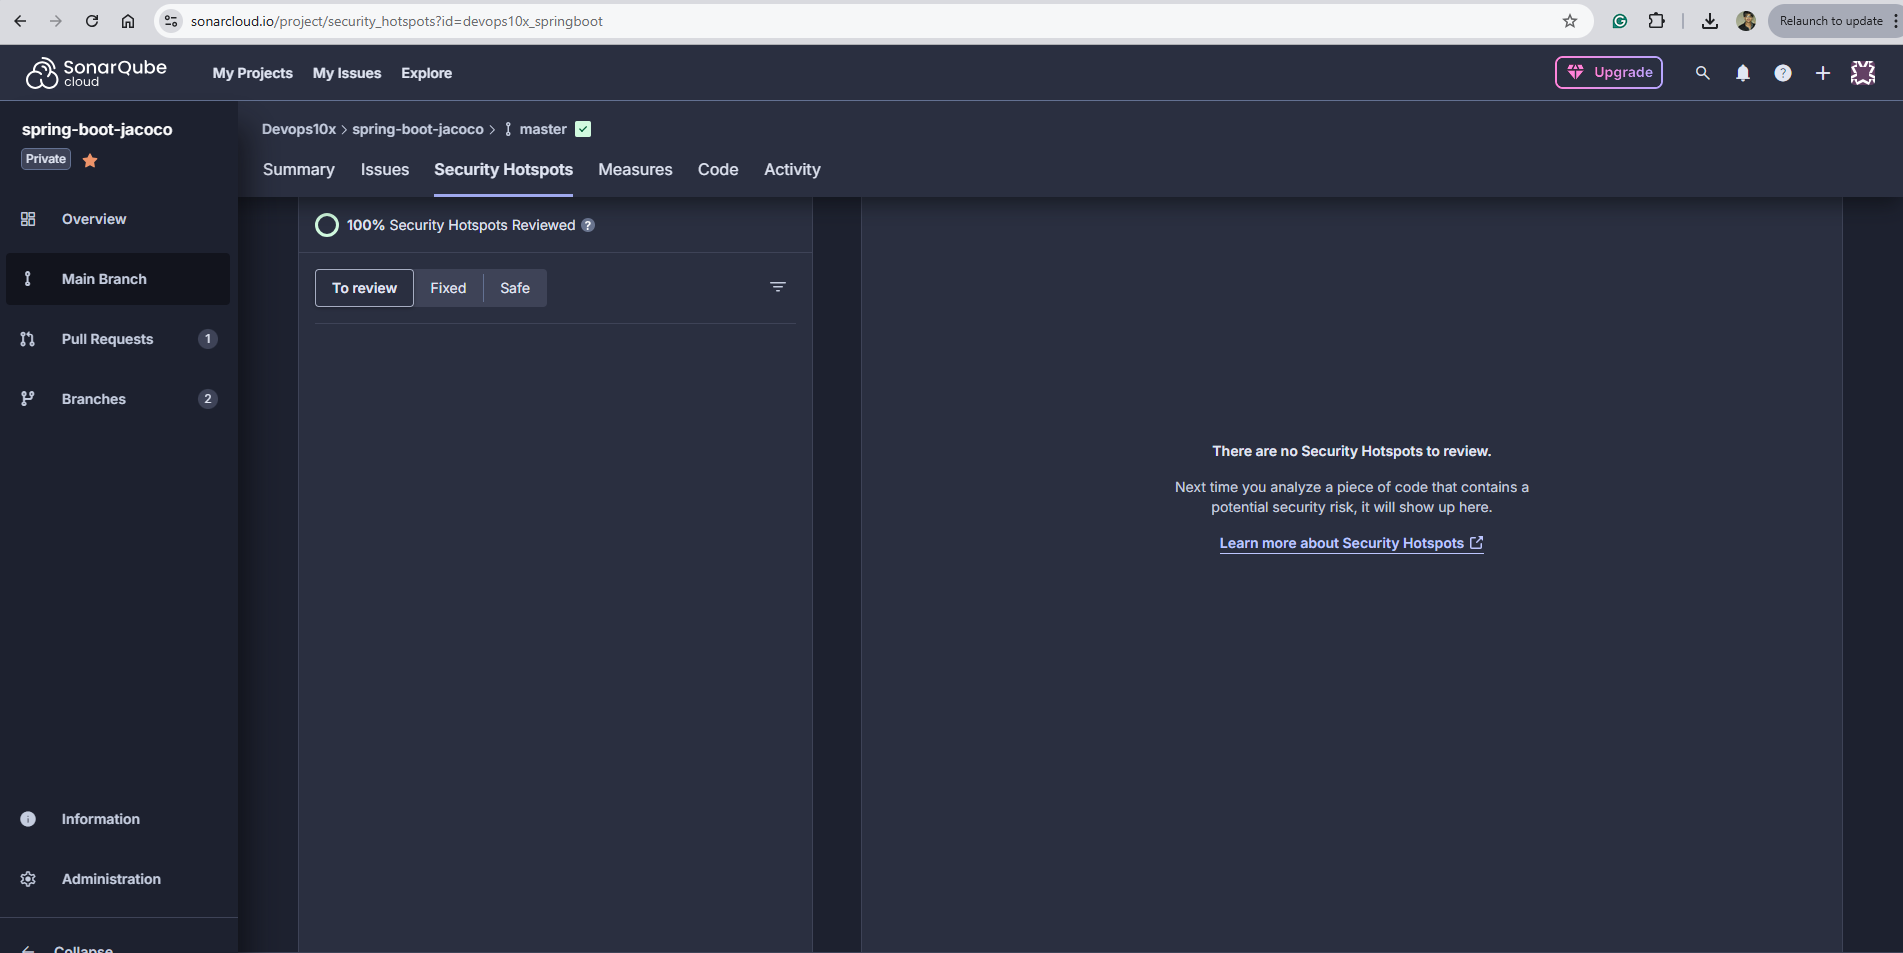 sonarcloud.io/project/security_hotspots?id=devops10x_springboot
Relaunch to update
SonarQube
cloud
My Projects
My Issues
Explore
Upgrade
spring-boot-jacoco
Private
Devops10x > spring-boot-jacoco > master
Summary
Issues
Security Hotspots
Measures
Code
Activity
Overview
Main Branch
Pull Requests 1
Branches 2
100% Security Hotspots Reviewed ?
To review
Fixed
Safe
There are no Security Hotspots to review.
Next time you analyze a piece of code that contains a
potential security risk, it will show up here.
Learn more about Security Hotspots
Information
Administration
Collapse